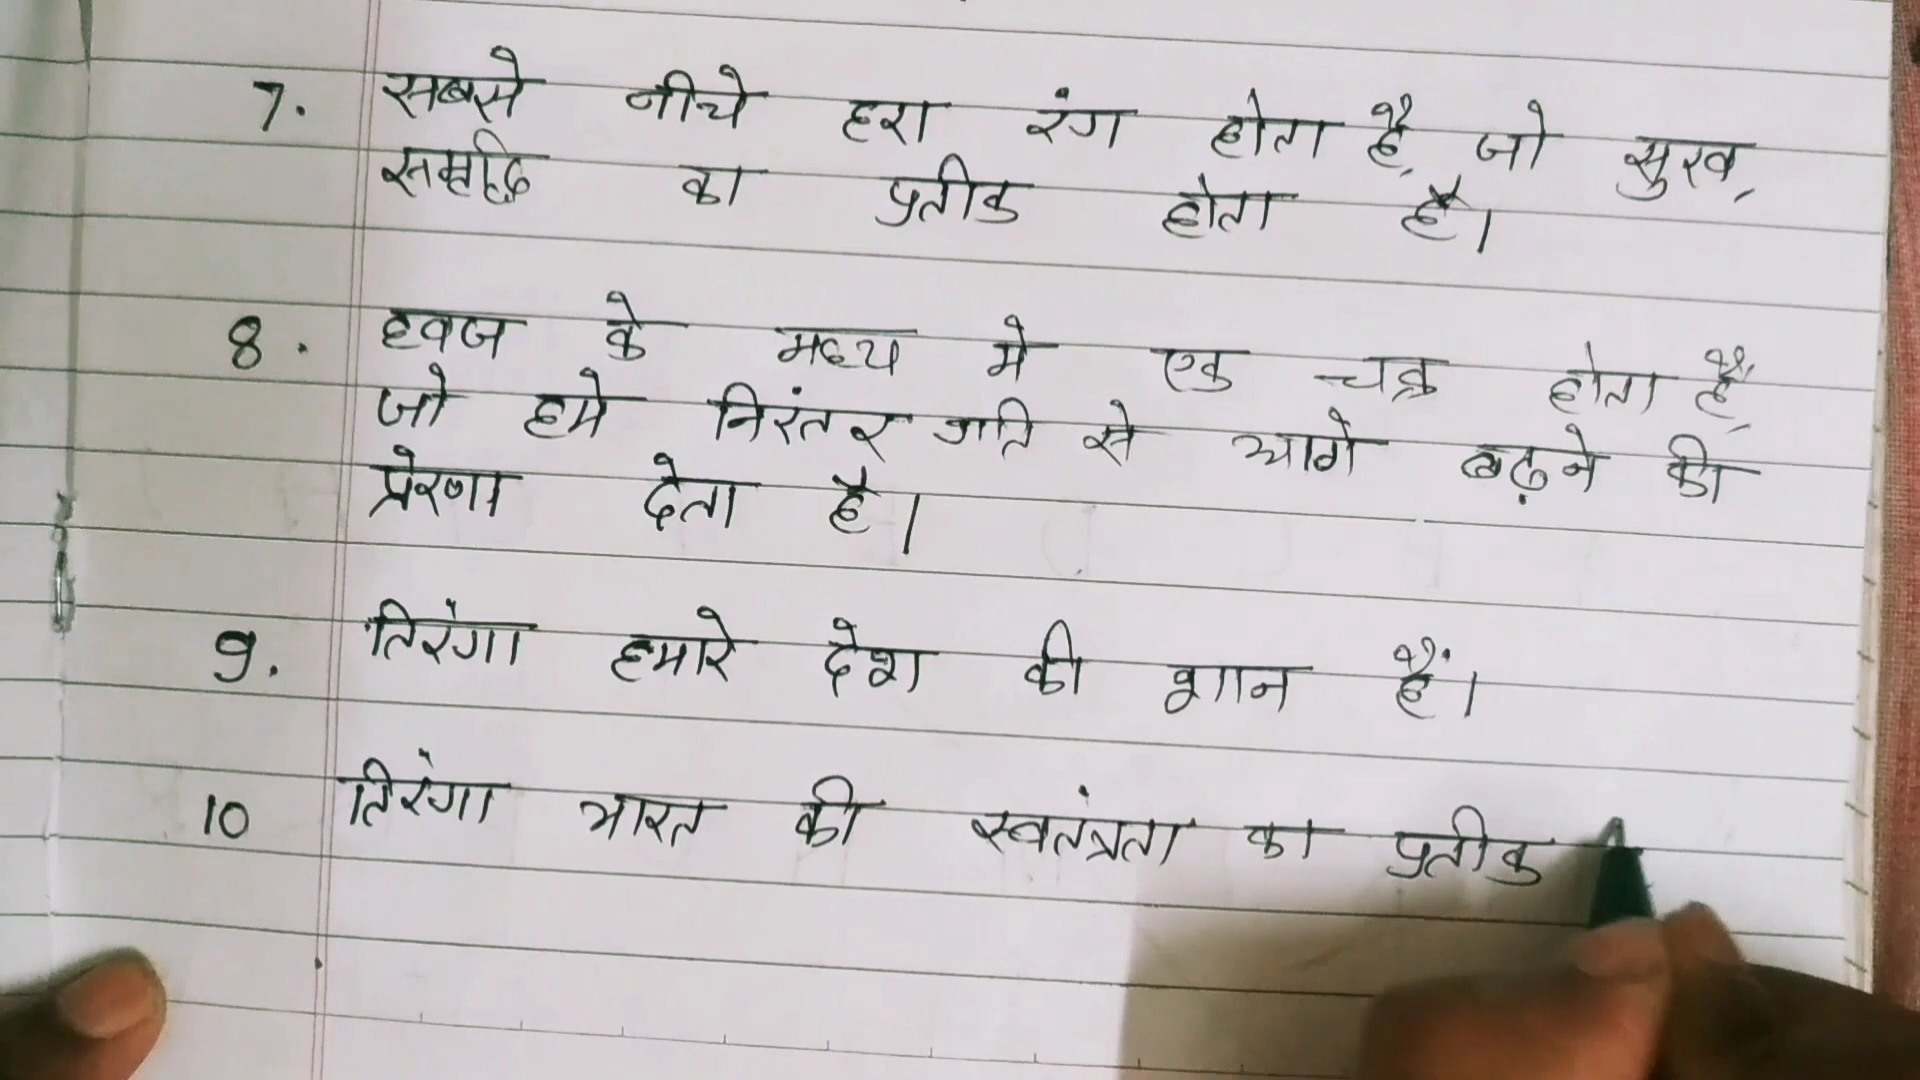 7. सबसे नीचे हरा रंग होता है, जो सुख,
समृद्धि का प्रतीक होता है।
8. ध्वज के मध्य मे एक चक्र होता है,
जो हमे निरंतर गति से आगे बढ़ने की
प्रेरणा देता है।
9. तिरंगा हमारे देश की शान हैं।
10 तिरंगा भारत की स्वतंत्रता का प्रतीक